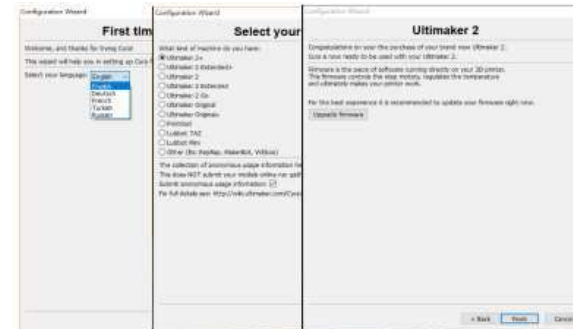 Configuration Wizard
First tim
Welcome, and thanks for trying Cura!
This wizard will help you in setting up Cura f
Select your language: English
English
Deutsch
French
Turkish
Russian
Configuration Wizard
Select your
What kind of machine do you have:
Ultimaker 2+
Ultimaker 2 Extended+
Ultimaker 2
Ultimaker 2 Extended
Ultimaker 2 Go
Ultimaker Original
Ultimaker Original+
Printrbot
Lulzbot TAZ
Lulzbot Mini
Other (Ex: RepRap, MakerBot, Witbox)
The collection of anonymous usage information he
This does NOT submit your models online nor gath
Submit anonymous usage information:
For full details see: http://wiki.ultimaker.com/Cura
Configuration Wizard
Ultimaker 2
Congratulations on your the purchase of your brand new Ultimaker 2.
Cura is now ready to be used with your Ultimaker 2.
Firmware is the piece of software running directly on your 3D printer.
This firmware controls the step motors, regulates the temperature
and ultimately makes your printer work.
For the best experience it is recommended to update your firmware right now.
Upgrade firmware
< Back
Finish
Cancel